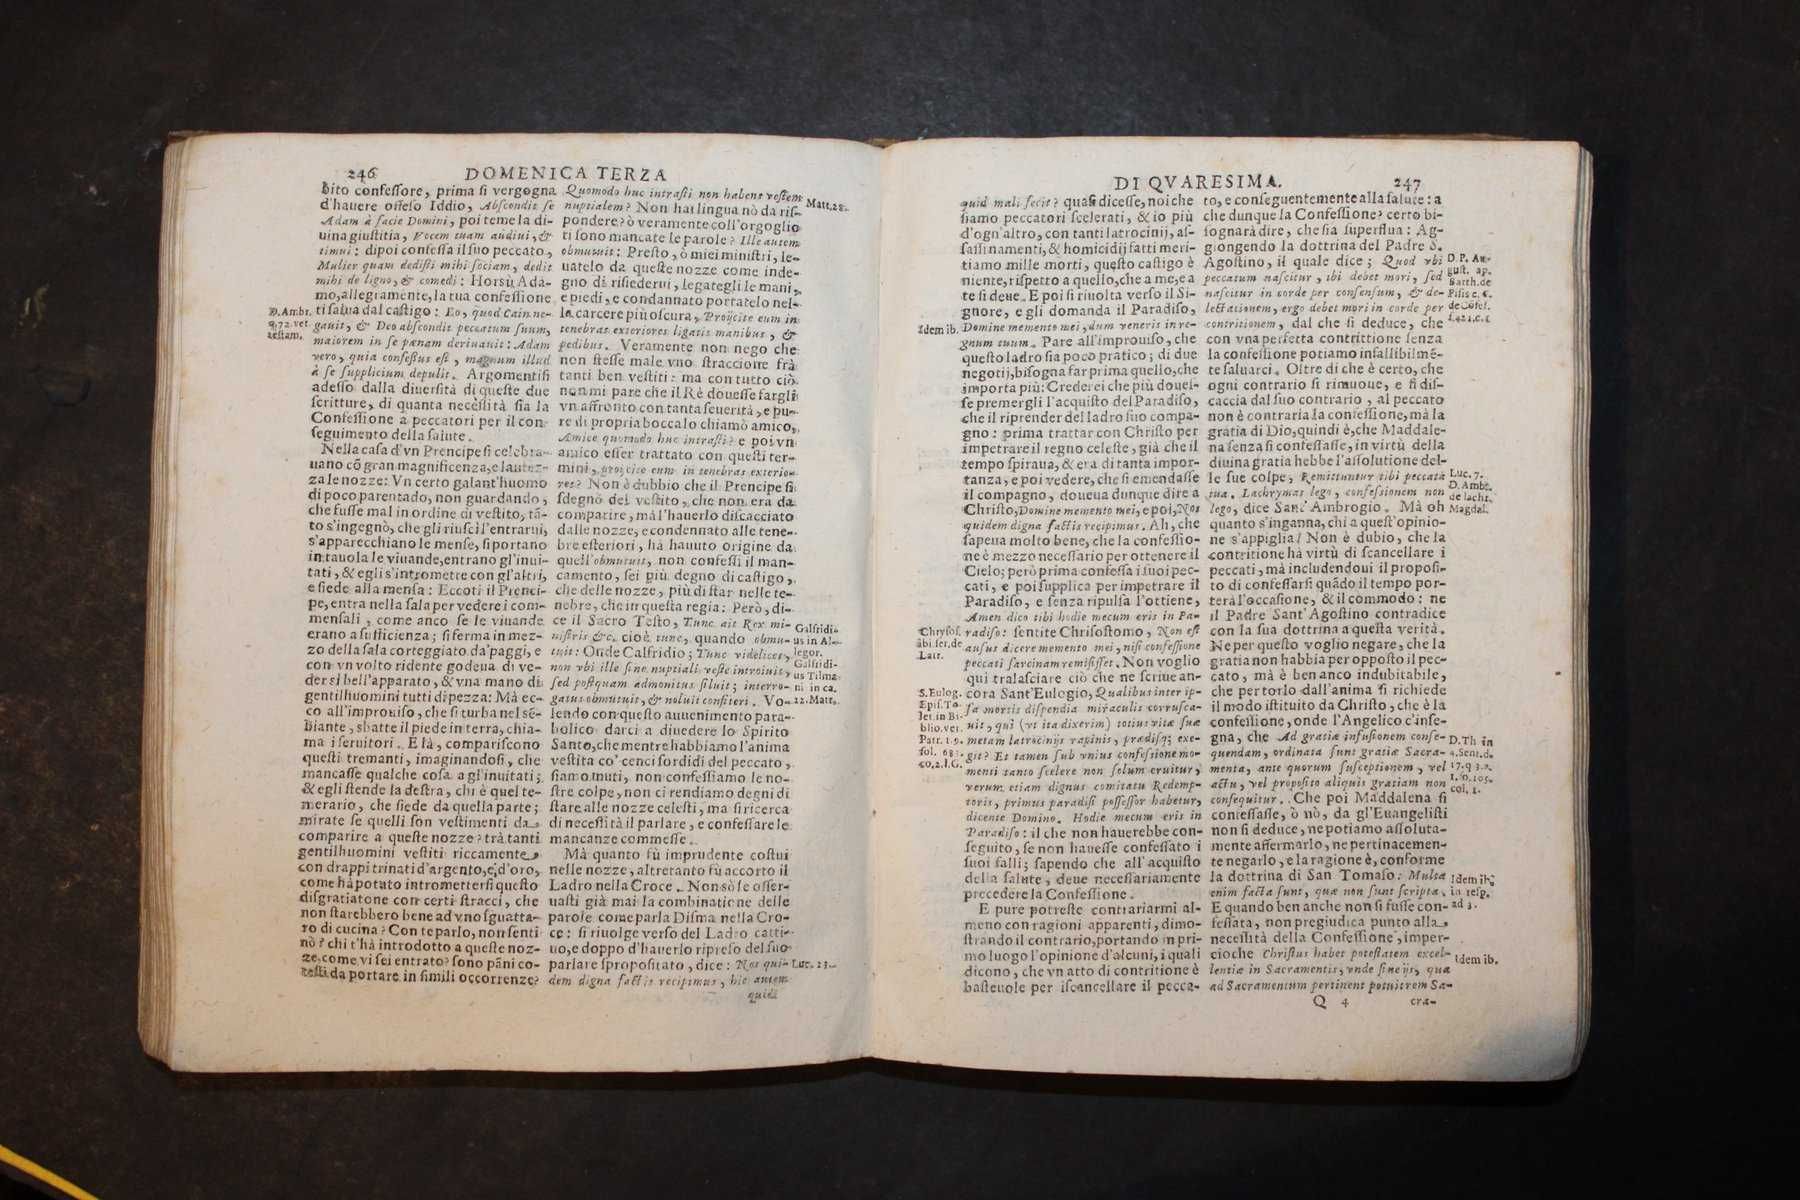 246 DOMENICA TERZA
bito confessore, prima si vergogna
d'hauere offeso Iddio, Abscondit se
Adam à facie Domini, poi teme la di-
uina giustitia, Vocem tuam audiui, &
timui: dipoi confessa il suo peccato,
Mulier quam dedisti mihi sociam, dedit
mihi de ligno, & comedi: Horsù Ada-
mo, allegramente, la tua confessione
ti salua dal castigo: Eo, quod Cain ne-
gauit, & Deo abscondit peccatum suum,
maiorem in se pœnam deriuauit: Adam
vero, quia confessus est, magnum illud
à se supplicium depulit. Argomentisi
adesso dalla diuersità di queste due
scritture, di quanta necessità sia la
Confessione a peccatori per il con-
seguimento della salute.
Nella casa d'vn Prencipe si celebra-
uano cõ gran magnificenza, e lautez-
za le nozze: Vn certo galant'huomo
di poco parentado, non guardando,
che fusse mal in ordine di vestito, tã-
to s'ingegnò, che gli riuscì l'entrarui,
s'apparecchiano le mense, si portano
in tauola le viuande, entrano gl'inui-
tati, & egli s'intromette con gl'altri,
e siede alla mensa: Eccoti il Prenci-
pe, entra nella sala per vedere i com-
mensali, come anco se le viuande
erano a sufficienza; si ferma in mez-
zo della sala corteggiato da'paggi, e
con vn volto ridente godeua di ve-
der sì bell'apparato, & vna mano di
gentilhuomini tutti di pezza: Mà ec-
co all'improuiso, che si turba nel sẽ-
biante, sbatte il piede in terra, chia-
ma i seruitori. E là, compariscono
questi tremanti, imaginandosi, che
mancasse qualche cosa a gl'inuitati;
& egli stende la destra, chi è quel te-
merario, che siede da quella parte;
mirate se quelli son vestimenti da
comparire a queste nozze? trà tanti
gentilhuomini vestiti riccamente,
con drappi trinati d'argento, e d'oro,
come hà potuto intromettersi questo
disgratiatone con certi stracci, che
non starebbero bene ad vno sguatta-
ro di cucina? Con te parlo, non senti
nò? chi t'hà introdotto a queste noz-
ze, come vi sei entrato? sono pãni co-
testi da portare in simili occorrenze?
D. Ambr.
q.72. vet.
testam.
Quomodo huc intrasti non habens vestem
nuptialem? Non hai lingua nò da ris-
pondere? ò veramente coll'orgoglio
ti sono mancate le parole? Ille autem
obmutuit: Presto, ò miei ministri, le-
uatelo da queste nozze come inde-
gno di risiederui, legategli le mani,
e piedi, e condannato portatelo nel-
la carcere più oscura, Proijcite eum in
tenebras exteriores ligatis manibus, &
pedibus. Veramente non nego che
non stesse male vno straccione frà
tanti ben vestiti: ma con tutto ciò
non mi pare che il Rè douesse fargli
vn affronto con tanta seuerità, e pu-
re di propria bocca lo chiamò amico,
Amice quomodo huc intrasti? e poi vn
amico esser trattato con questi ter-
mini, proijcite eum in tenebras exterio-
res? Non è dubbio che il Prencipe si
sdegnò del vestito, che non era da
comparire, mà l'hauerlo discacciato
dalle nozze, e condennato alle tene-
bre esteriori, hà hauuto origine da
quell'obmutuit, non confessi il man-
camento, sei più degno di castigo,
che delle nozze, più di star nelle te-
nebre, che in questa regia: Però, di-
ce il Sacro Testo, Tunc ait Rex mi-
nistris &c. cioè tunc, quando obmu-
tuit: Onde Galfridio; Tunc videlicet,
non vbi ille sine nuptiali veste introiuit,
sed postquam admonitus siluit; interro-
gatus obmutuit, & noluit confiteri. Vo-
lendo con questo auuenimento para-
bolico darci a diuedere lo Spirito
Santo, che mentre habbiamo l'anima
vestita co' cenci sordidi del peccato,
siamo muti, non confessiamo le no-
stre colpe, non ci rendiamo degni di
stare alle nozze celesti, ma si ricerca
di necessità il parlare, e confessare le
mancanze commesse.
Mà quanto fù imprudente costui
nelle nozze, altretanto fù accorto il
Ladro nella Croce. Non sò le osser-
uasti già mai la combinatione delle
parole come parla Disma nella Cro-
ce: si riuolge verso del Ladro catti-
uo, e doppo d'hauerlo ripreso del suo
parlare spropositato, dice: Nos qui-
dem digna factis recipimus, hic autem
quid
Matt. 28.
Galfridi-
us in Al-
legor.
Galfridi-
us Tilma-
ni in ca.
22. Matt.
Luc. 23.
DI QVARESIMA. 247
quid mali fecit? quasi dicesse, noi che
siamo peccatori scelerati, & io più
d'ogn'altro, con tanti latrocinij, as-
sassinamenti, & homicidij fatti meri-
tiamo mille morti, questo castigo è
niente, rispetto a quello, che a me, e a
te si deue. E poi si riuolta verso il Si-
gnore, e gli domanda il Paradiso,
Domine memento mei, dum veneris in re-
gnum tuum. Pare all'improuiso, che
questo ladro sia poco pratico; di due
negotij, bisogna far prima quello, che
importa più: Crederei che più doues-
se premergli l'acquisto del Paradiso,
che il riprender del ladro suo compa-
gno: prima trattar con Christo per
impetrare il regno celeste, già che il
tempo spiraua, & era di tanta impor-
tanza, e poi vedere, che si emendasse
il compagno, doueua dunque dire a
Christo, Domine memento mei, e poi, Nos
quidem digna factis recipimus. Ah, che
sapeua molto bene, che la confessio-
ne è mezzo necessario per ottenere il
Cielo; però prima confessa i suoi pec-
cati, e poi supplica per impetrare il
Paradiso, e senza ripulsa l'ottiene,
Amen dico tibi hodie mecum eris in Pa-
radiso: sentite Chrisostomo, Non est
ausus dicere memento mei, nisi confessione
peccati sarcinam remisisset. Non voglio
qui tralasciare ciò che ne scriue an-
cora Sant'Eulogio, Qualibus inter ip-
sa mortis dispendia miraculis corrusca-
uit, qui (vt ita dixerim) totius vitæ suæ
metam latrocinijs rapinis, prædisq; exe-
git? Et tamen sub vnius confessione mo-
menti tanto scelere non solum eruitur,
verum etiam dignus comitatu Redemp-
toris, primus paradisi possessor habetur,
dicente Domino. Hodie mecum eris in
Paradiso: il che non hauerebbe con-
seguito, se non hauesse confessato i
suoi falli; sapendo che all'acquisto
della salute, deue necessariamente
precedere la Confessione.
E pure potreste contrariarmi al-
meno con ragioni apparenti, dimo-
strando il contrario, portando in pri-
mo luogo l'opinione d'alcuni, i quali
dicono, che vn atto di contritione è
basteuole per iscancellare il pecca-
Idem ib.
Chrysos.
ser. de
Latr.
S. Eulog.
Epis. To-
let. in Bi-
blio. vet.
Patr. t. 9.
fol. 683.
co. 2. l. G.
to, e conseguentemente alla salute: a
che dunque la Confessione? certo bi-
sognarà dire, che sia superflua: Ag-
giongendo la dottrina del Padre S.
Agostino, il quale dice; Quod vbi
peccatum nascitur, ibi debet mori, sed
nascitur in corde per consensum, & de-
lectationem, ergo debet mori in corde per
contritionem, dal che si deduce, che
con vna perfetta contrittione senza
la confessione potiamo infallibilmẽ-
te saluarci. Oltre di che è certo, che
ogni contrario si rimuoue, e si dis-
caccia dal suo contrario, al peccato
non è contraria la confessione, mà la
gratia di Dio, quindi è, che Maddale-
na senza si confessasse, in virtù della
diuina gratia hebbe l'assolutione del-
le sue colpe, Remittuntur tibi peccata
tua. Lachrymas lego, confessionem non
lego, dice Sant' Ambrogio. Mà oh
quanto s'inganna, chi a quest'opinio-
ne s'appiglia! Non è dubio, che la
contritione hà virtù di scancellare i
peccati, mà includendoui il proposi-
to di confessarsi quãdo il tempo por-
terà l'occasione, & il commodo: ne
il Padre Sant'Agostino contradice
con la sua dottrina a questa verità.
Ne per questo voglio negare, che la
gratia non habbia per opposto il pec-
cato, mà è ben anco indubitabile,
che per torlo dall'anima si richiede
il modo istituito da Christo, che è la
confessione, onde l'Angelico c'inse-
gna, che Ad gratiæ infusionem conse-
quendam, ordinata sunt gratiæ Sacra-
menta, ante quorum susceptionem, vel
actu, vel proposito aliquis gratiam non
consequitur. Che poi Maddalena si
confessasse, ò nò, da gl'Euangelisti
non si deduce, ne potiamo assoluta-
mente affermarlo, ne pertinacemen-
te negarlo, e la ragione è, conforme
la dottrina di San Tomaso: Multa
enim facta sunt, quæ non sunt scripta.
E quando ben anche non si fusse con-
fessata, non pregiudica punto alla
necessità della Confessione, imper-
cioche Christus habet potestatem excel-
lentiæ in Sacramentis, vnde sine ijs, quæ
ad Sacramentum pertinent potuit rem Sa-
Q 4 cra-
D. P. Au-
gust. ap.
Barth. de
Pisis c. 8.
Luc. 7.
D. Ambr.
de lachr.
Magdal.
D. Th in
4. Sent. d.
col. 1.
Idem ib.
in resp.
ad 3.
Idem ib.